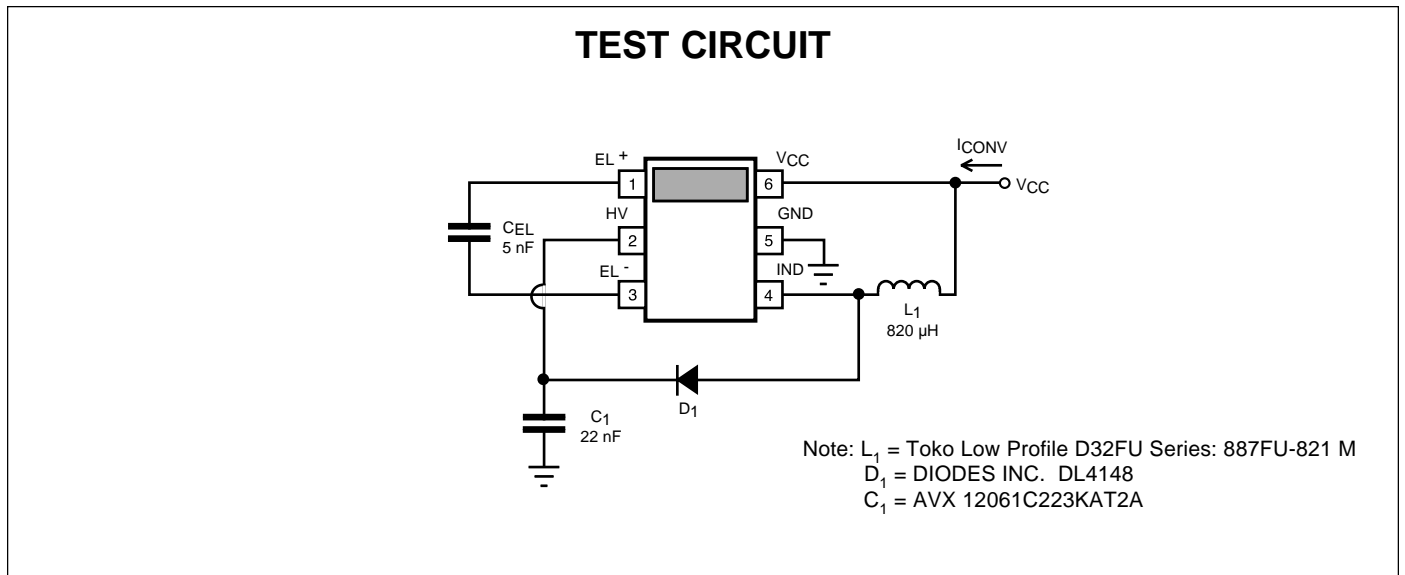 TEST CIRCUIT
ICONV
EL +
VCC
1
6
VCC
HV
GND
CEL
5 nF
2
5
EL -
IND
3
4
L1
820 µH
D1
C1
22 nF
Note: L1 = Toko Low Profile D32FU Series: 887FU-821 M
D1 = DIODES INC. DL4148
C1 = AVX 12061C223KAT2A